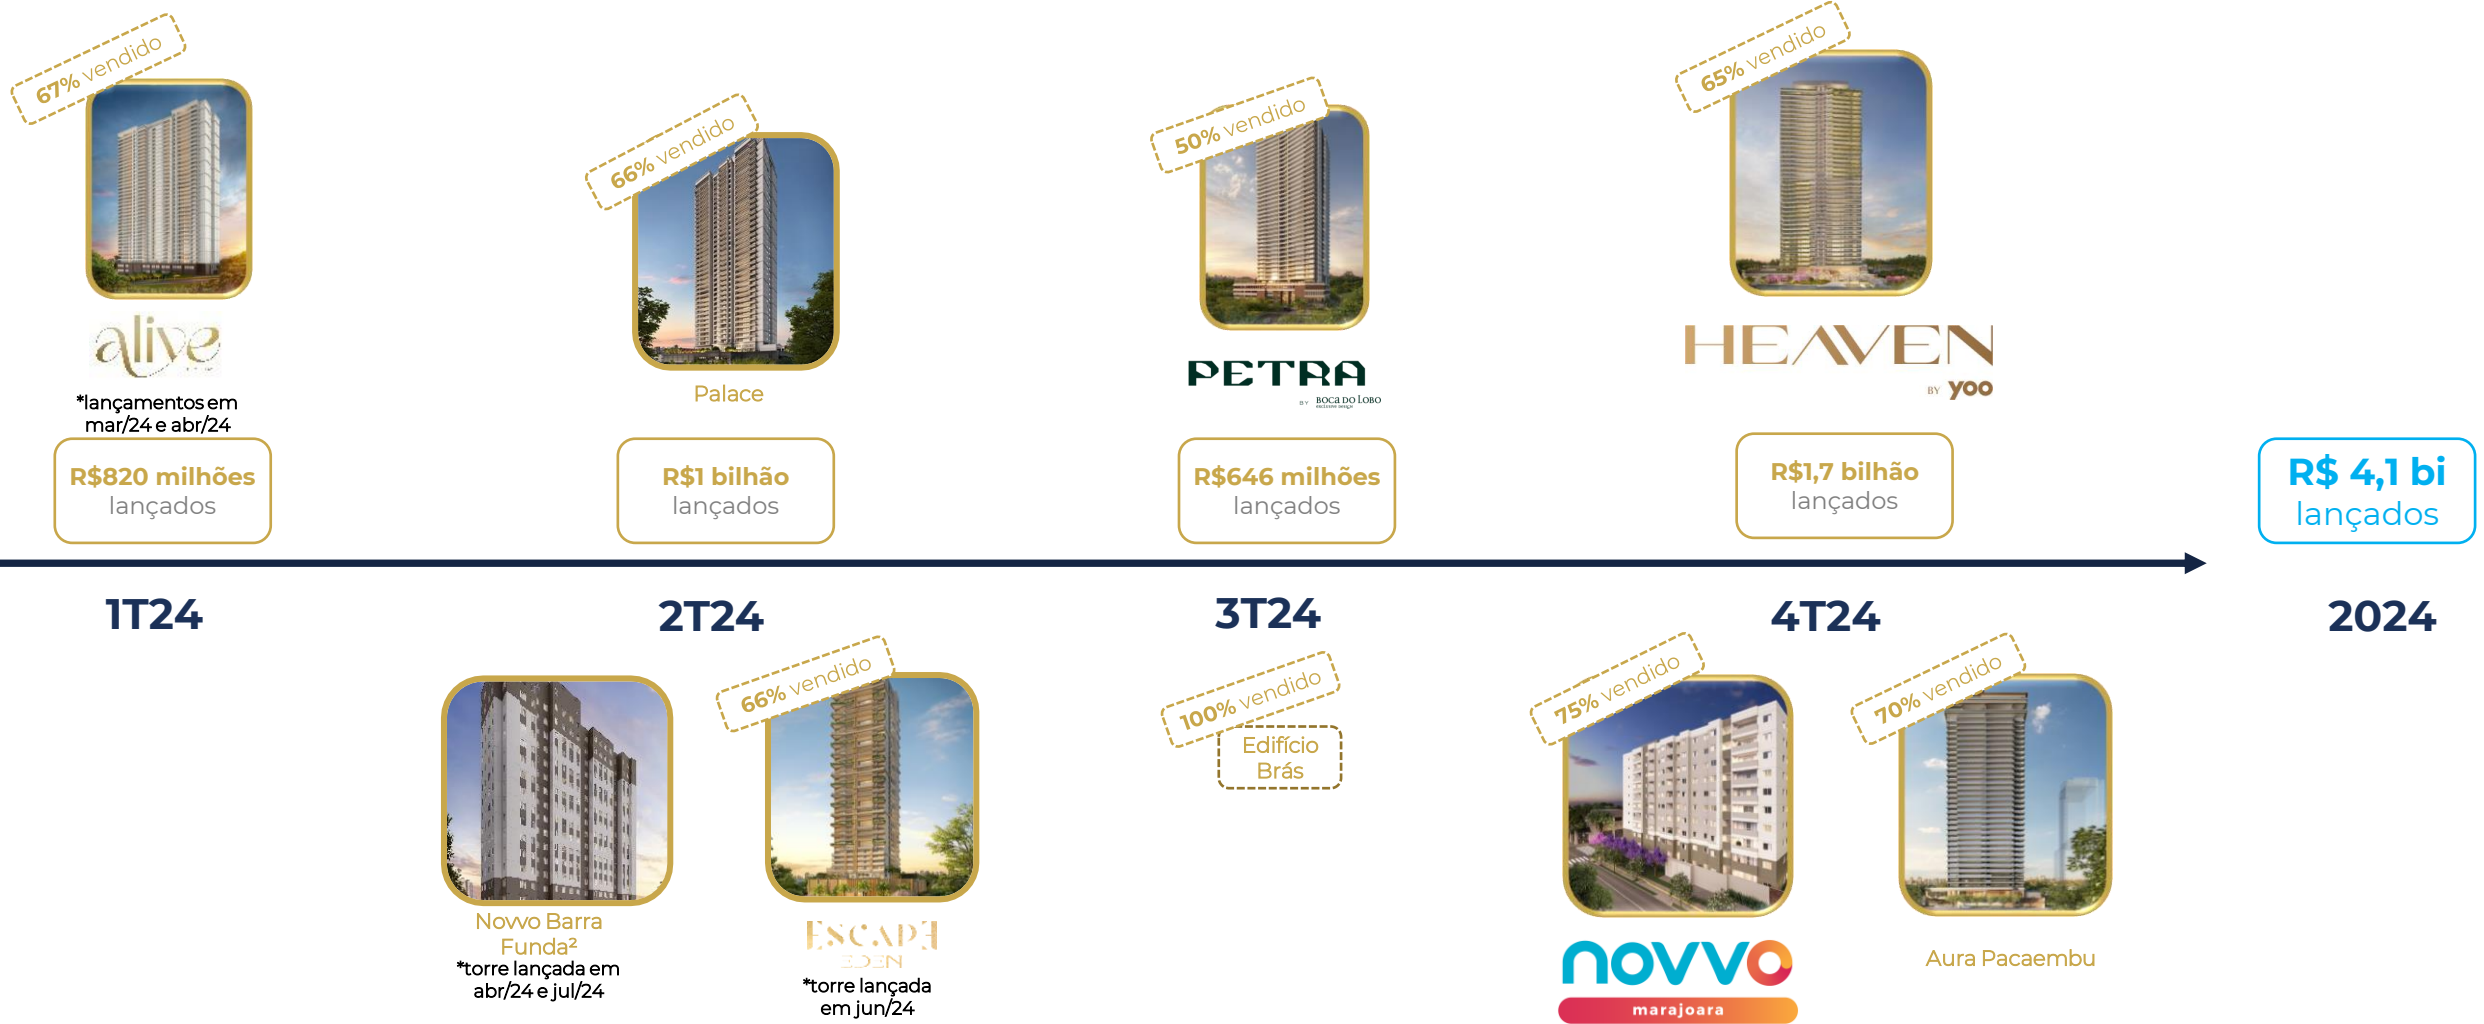 67% vendido
alive
*lançamentos em
mar/24 e abr/24
R$820 milhões
lançados
66% vendido
Palace
R$1 bilhão
lançados
50% vendido
PETRA
BY BOCA DO LOBO
EXCLUSIVE DESIGN
R$646 milhões
lançados
65% vendido
HEAVEN
BY YOO
R$1,7 bilhão
lançados
R$ 4,1 bi
lançados
1T24
2T24
3T24
4T24
2024
Novvo Barra
Funda²
*torre lançada em
abr/24 e jul/24
66% vendido
ESCAPE
EDEN
*torre lançada
em jun/24
100% vendido
Edifício
Brás
75% vendido
novvo
marajoara
70% vendido
Aura Pacaembu